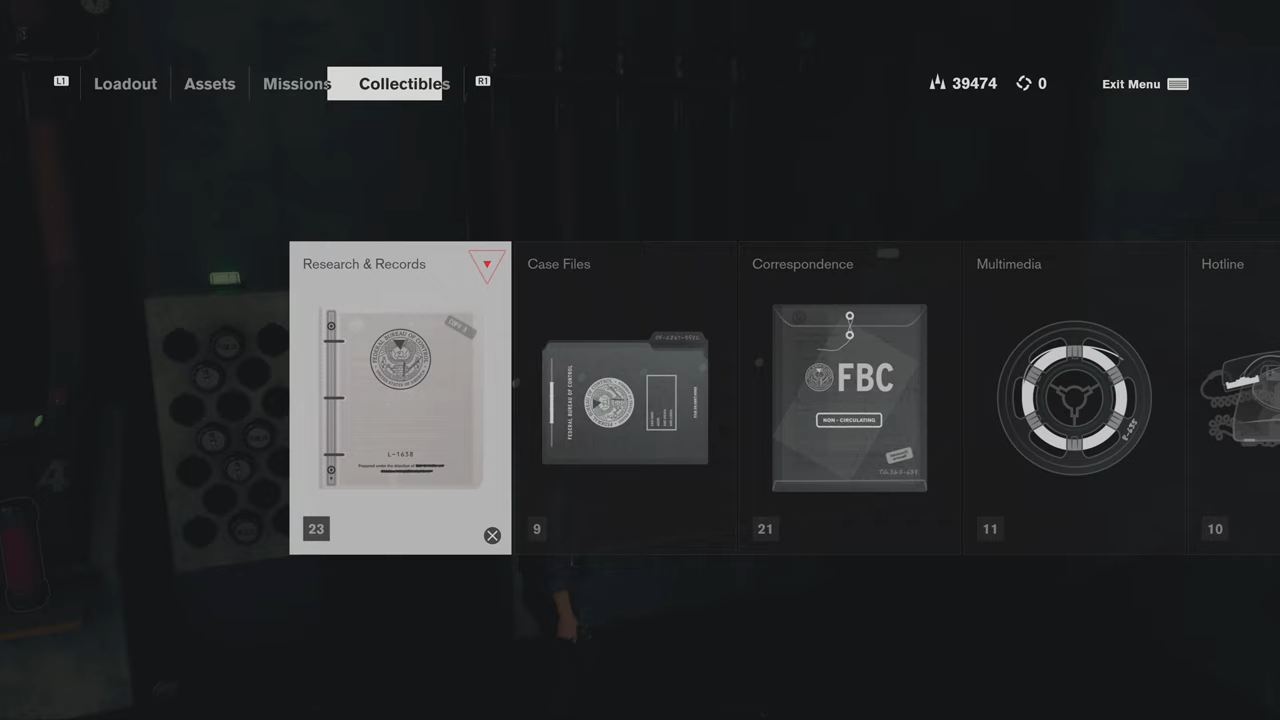 L1 Loadout Assets Missions Collectibles R1 39474 0 Exit Menu
Research & Records
Case Files
Correspondence
Multimedia
Hotline
FEDERAL BUREAU OF CONTROL
L-1638
Prepared under the direction of
FEDERAL BUREAU OF CONTROL
FBC
NON - CIRCULATING
23
9
21
11
10